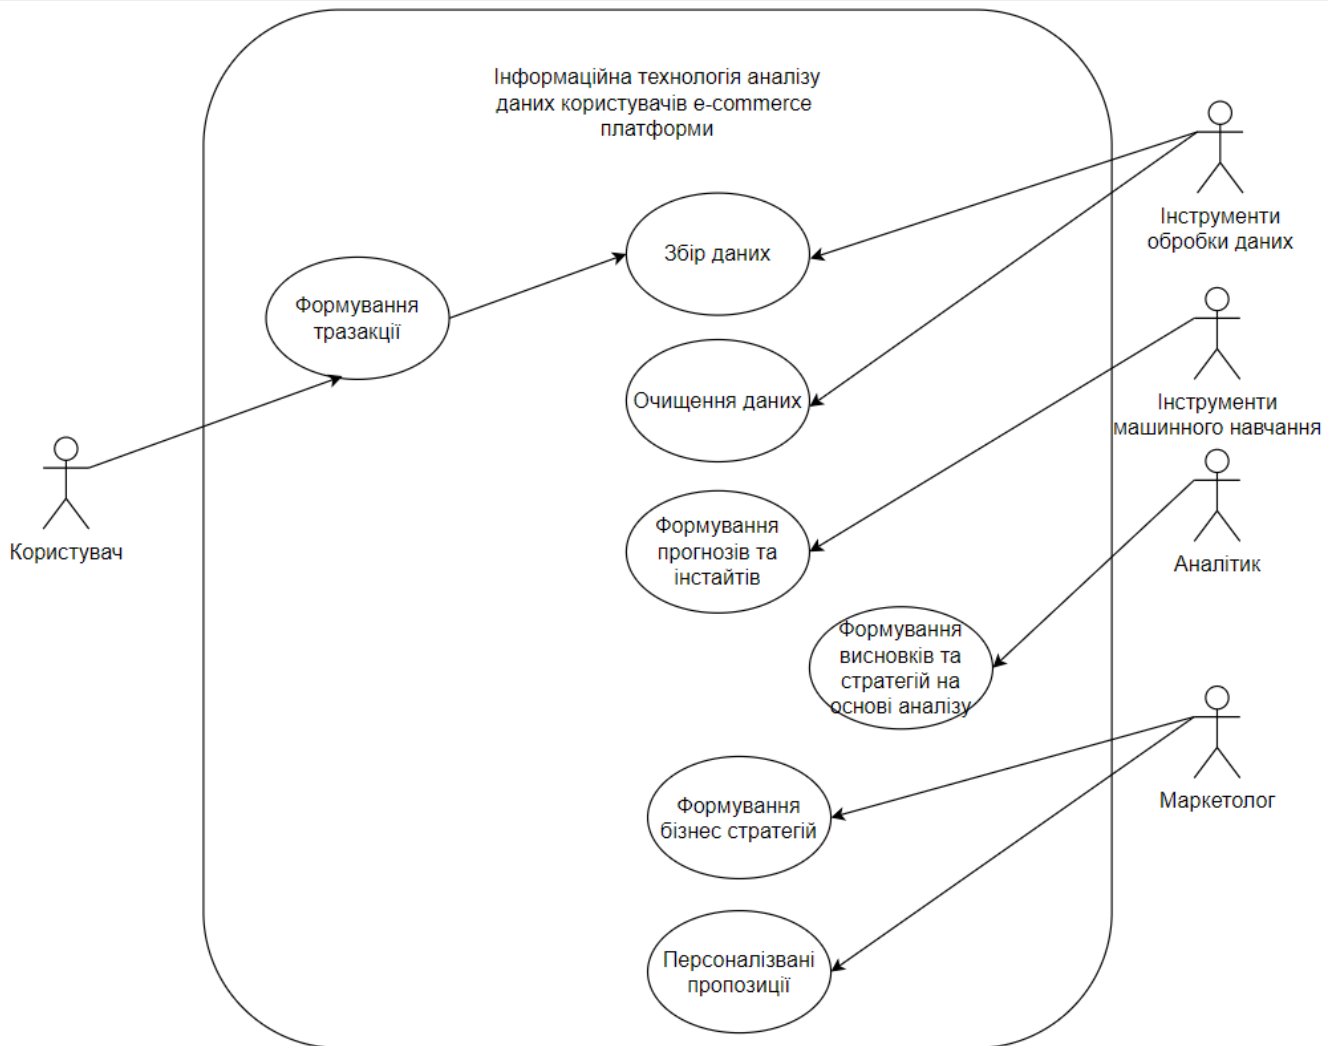 Інформаційна технологія аналізу
даних користувачів e-commerce
платформи
Інструменти
обробки даних
Збір даних
Формування
тразакції
Очищення даних
Інструменти
машинного навчання
Користувач
Формування
прогнозів та
інстайтів
Аналітик
Формування
висновків та
стратегій на
основі аналізу
Маркетолог
Формування
бізнес стратегій
Персоналізвані
пропозиції